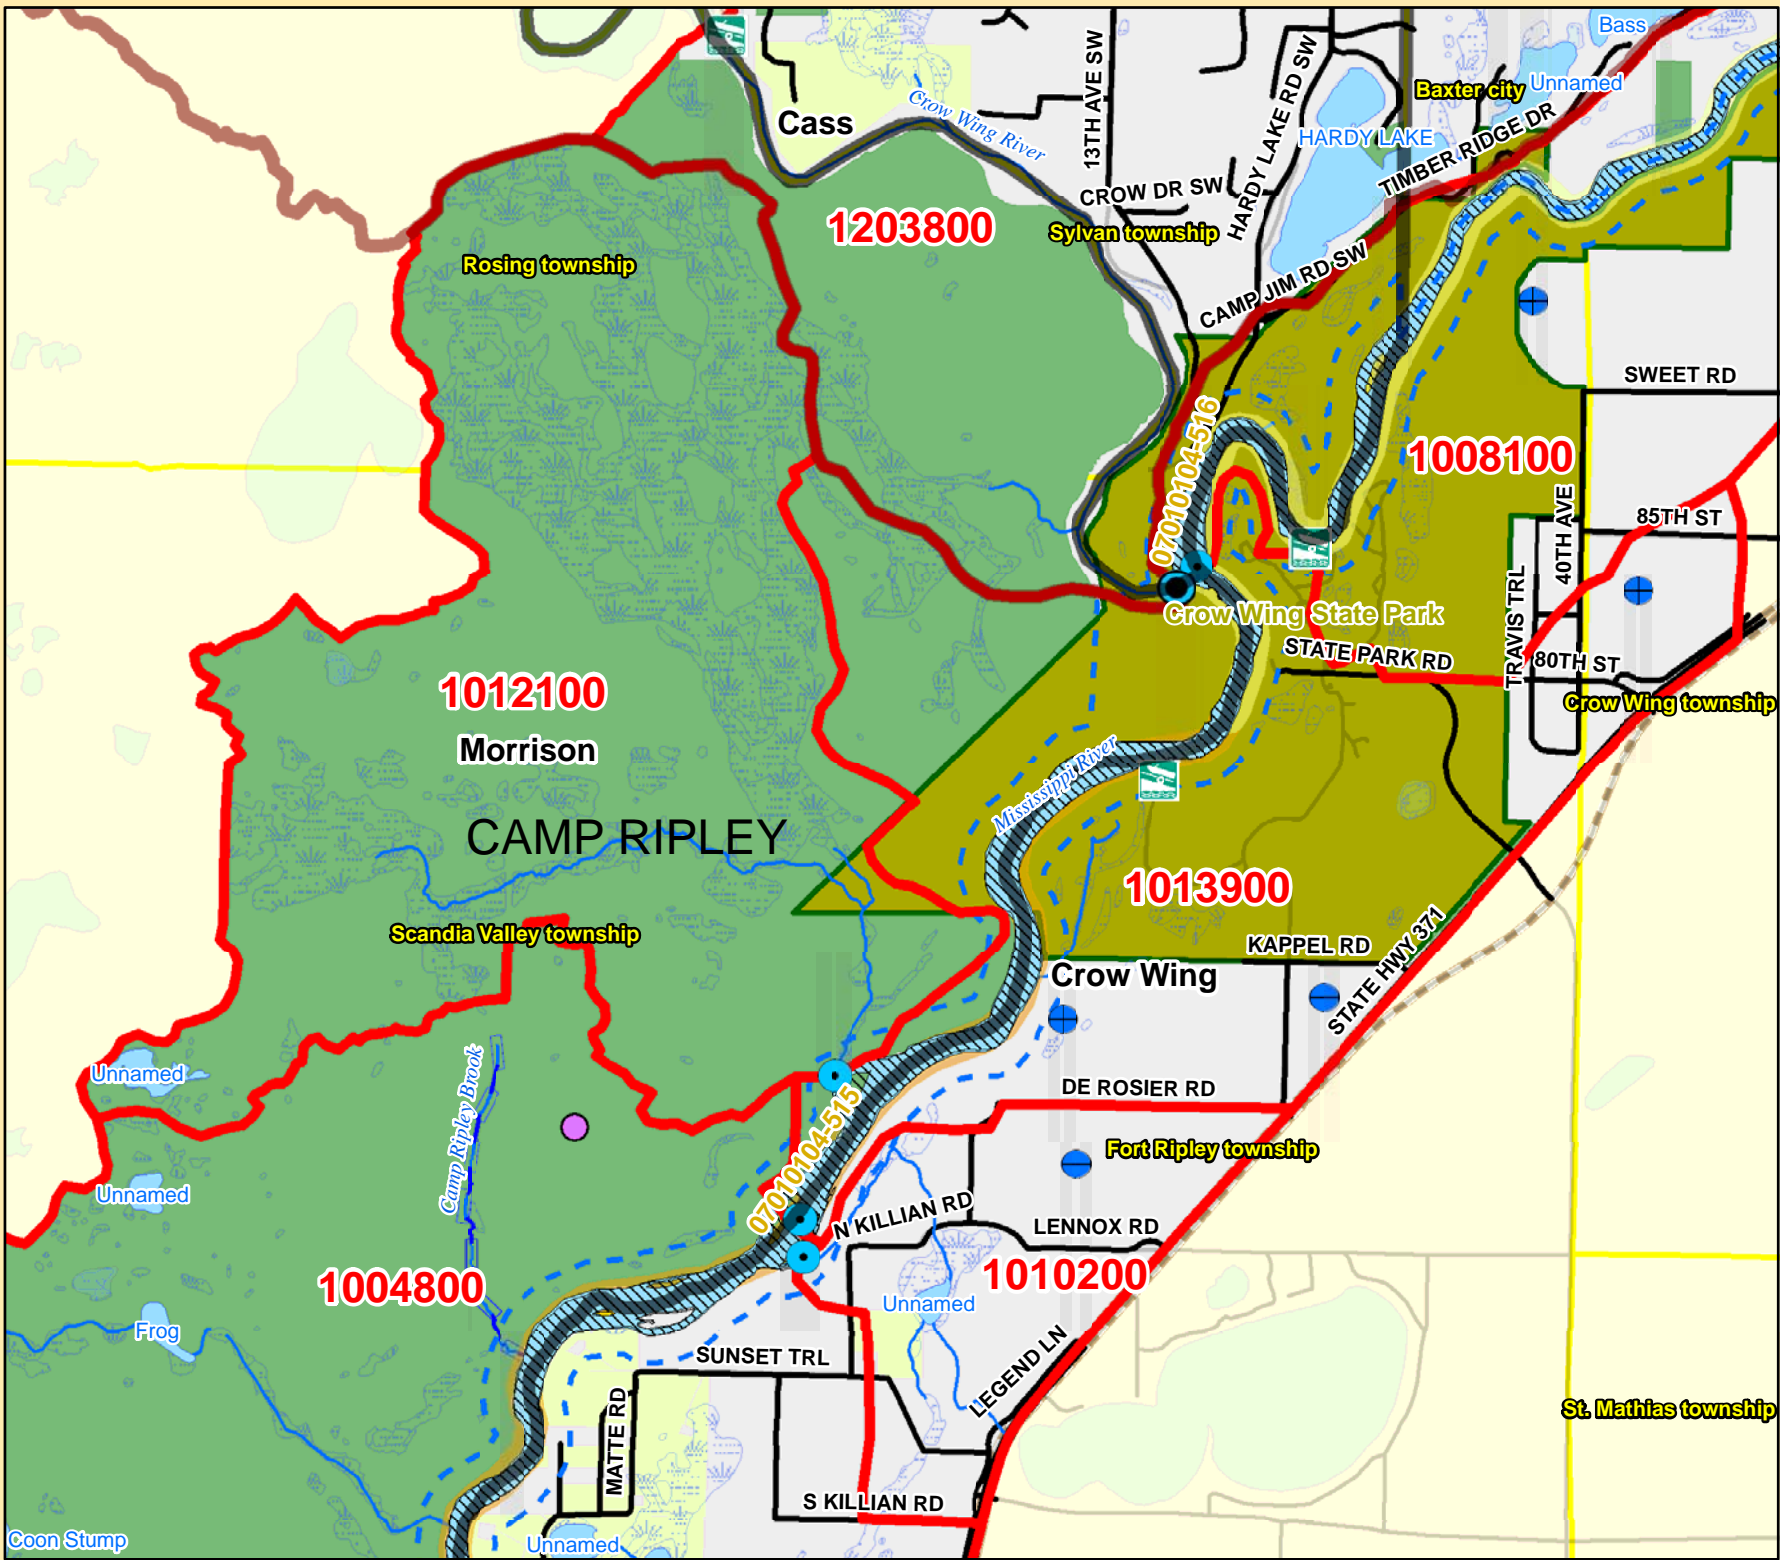 Bass
Baxter city
Unnamed
13TH AVE SW
HARDY LAKE RD SW
Cass
Crow Wing River
HARDY LAKE
TIMBER RIDGE DR
CROW DR SW
1203800
Sylvan township
Rosing township
CAMP JIM RD SW
SWEET RD
07010104-516
1008100
40TH AVE
85TH ST
TRAVIS TRL
Crow Wing State Park
STATE PARK RD
80TH ST
1012100
Crow Wing township
Morrison
Mississippi River
CAMP RIPLEY
1013900
Scandia Valley township
KAPPEL RD
STATE HWY 371
Crow Wing
Unnamed
Camp Ripley Brook
DE ROSIER RD
07010104-515
Fort Ripley township
Unnamed
N KILLIAN RD
LENNOX RD
1004800
1010200
Unnamed
Frog
SUNSET TRL
LEGEND LN
MATTE RD
St. Mathias township
S KILLIAN RD
Coon Stump
Unnamed